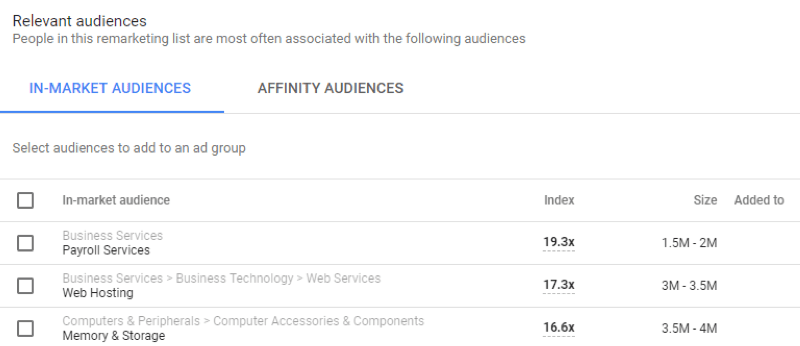 Relevant audiences
People in this remarketing list are most often associated with the following audiences
IN-MARKET AUDIENCES AFFINITY AUDIENCES
Select audiences to add to an ad group
In-market audience Index Size Added to
Business Services
Payroll Services 19.3x 1.5M - 2M
Business Services > Business Technology > Web Services
Web Hosting 17.3x 3M - 3.5M
Computers & Peripherals > Computer Accessories & Components
Memory & Storage 16.6x 3.5M - 4M